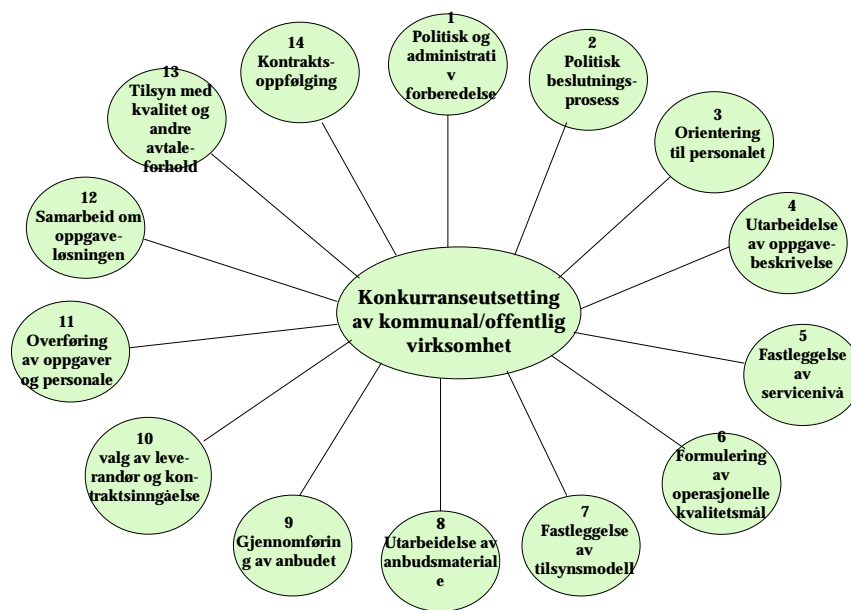 1
Politisk og
administrati
v
forberedelse
2
Politisk
beslutnings-
prosess
3
Orientering
til personalet
4
Utarbeidelse
av oppgave-
beskrivelse
5
Fastleggelse
av
servicenivå
6
Formulering
av
operasjonelle
kvalitetsmål
7
Fastleggelse
av
tilsynsmodell
8
Utarbeidelse av
anbudsmaterial
e
9
Gjennomførin
g av anbudet
10
valg av leve-
randør og kon-
traktsinngåelse
11
Overføring
av oppgaver
og personale
12
Samarbeid om
oppgave-
løsningen
13
Tilsyn med
kvalitet og
andre
avtale-
forhold
14
Kontrakts-
oppfølging
Konkurranseutsetting
av kommunal/offentlig
virksomhet